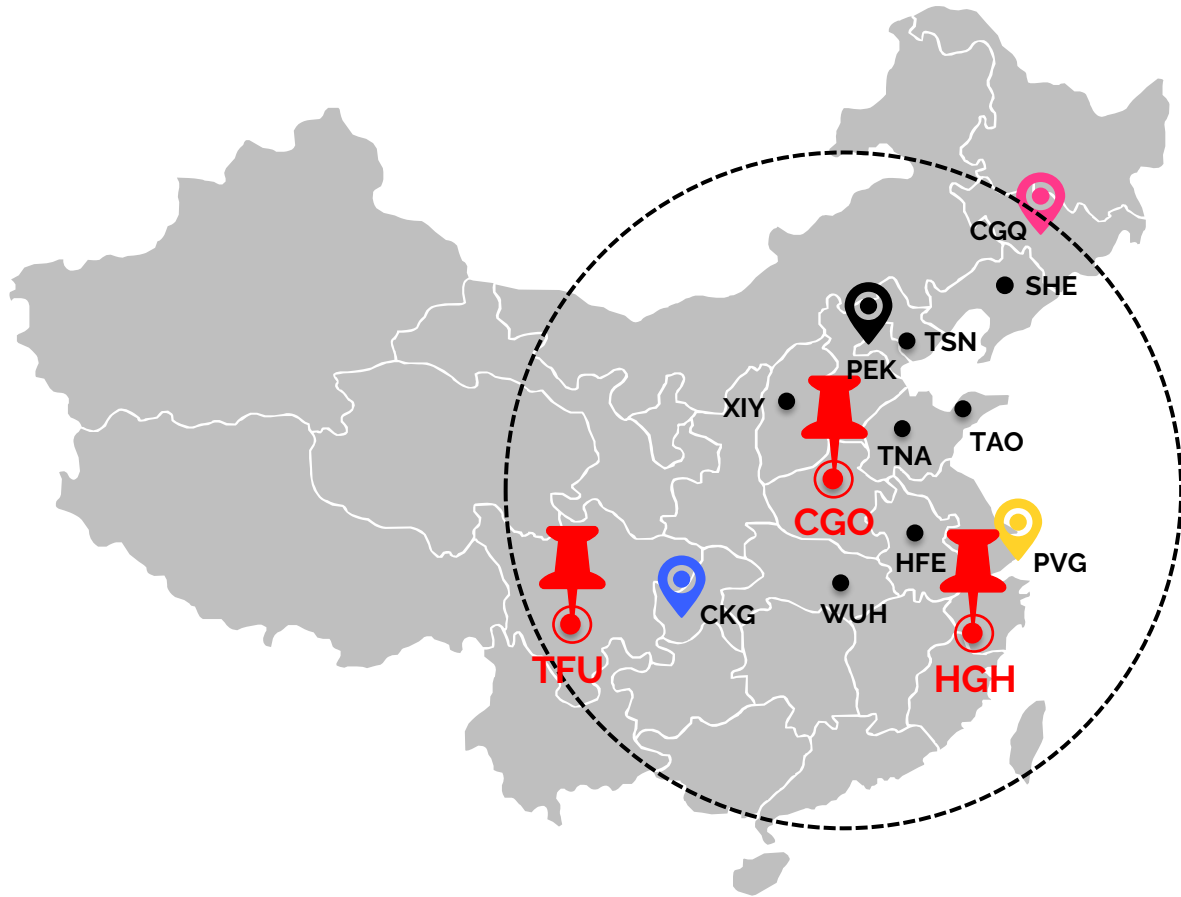 CGQ
SHE
TSN
PEK
XIY
TAO
TNA
CGO
HFE
PVG
CKG
WUH
TFU
HGH